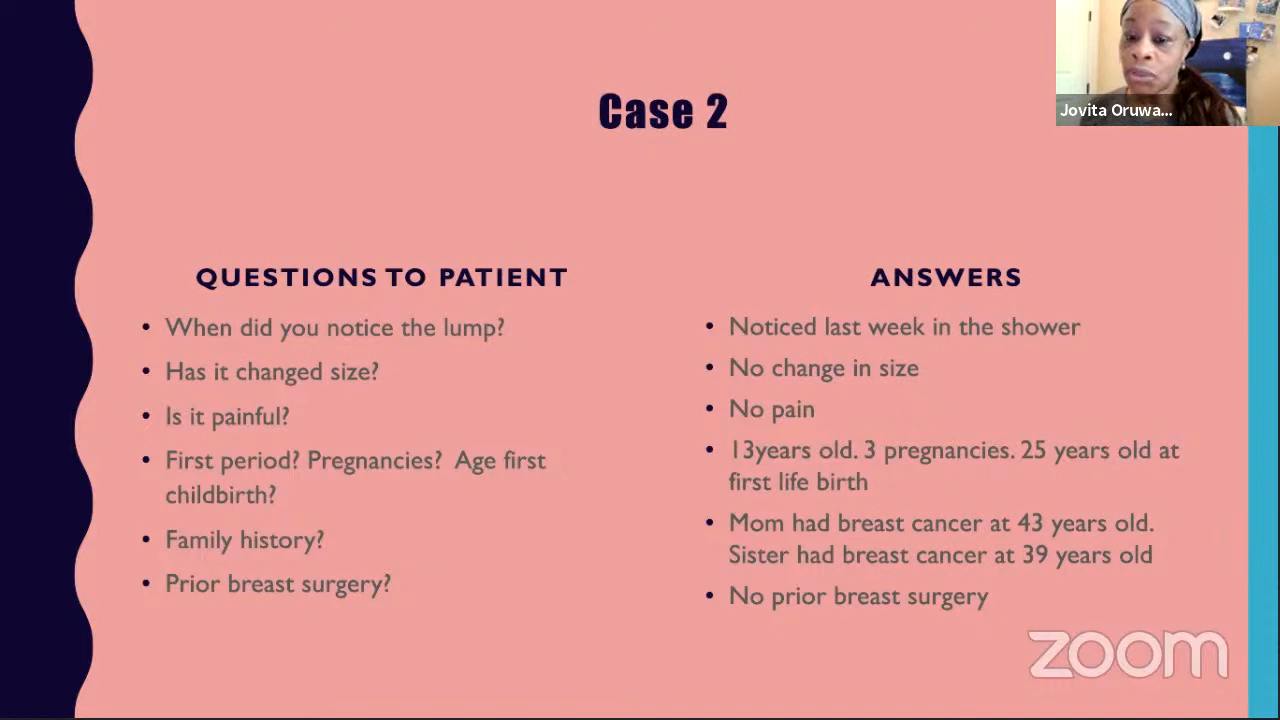 Jovita Oruwa...
Case 2
QUESTIONS TO PATIENT
• When did you notice the lump?
• Has it changed size?
• Is it painful?
• First period? Pregnancies?  Age first
childbirth?
• Family history?
• Prior breast surgery?
ANSWERS
• Noticed last week in the shower
• No change in size
• No pain
• 13years old. 3 pregnancies. 25 years old at
first life birth
• Mom had breast cancer at 43 years old.
Sister had breast cancer at 39 years old
• No prior breast surgery
zoom